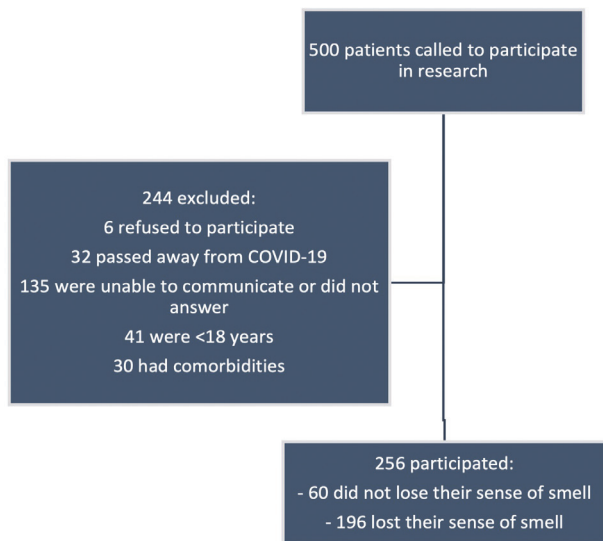 500 patients called to participate
in research
244 excluded:
6 refused to participate
32 passed away from COVID-19
135 were unable to communicate or did not
answer
41 were <18 years
30 had comorbidities
256 participated:
- 60 did not lose their sense of smell
- 196 lost their sense of smell